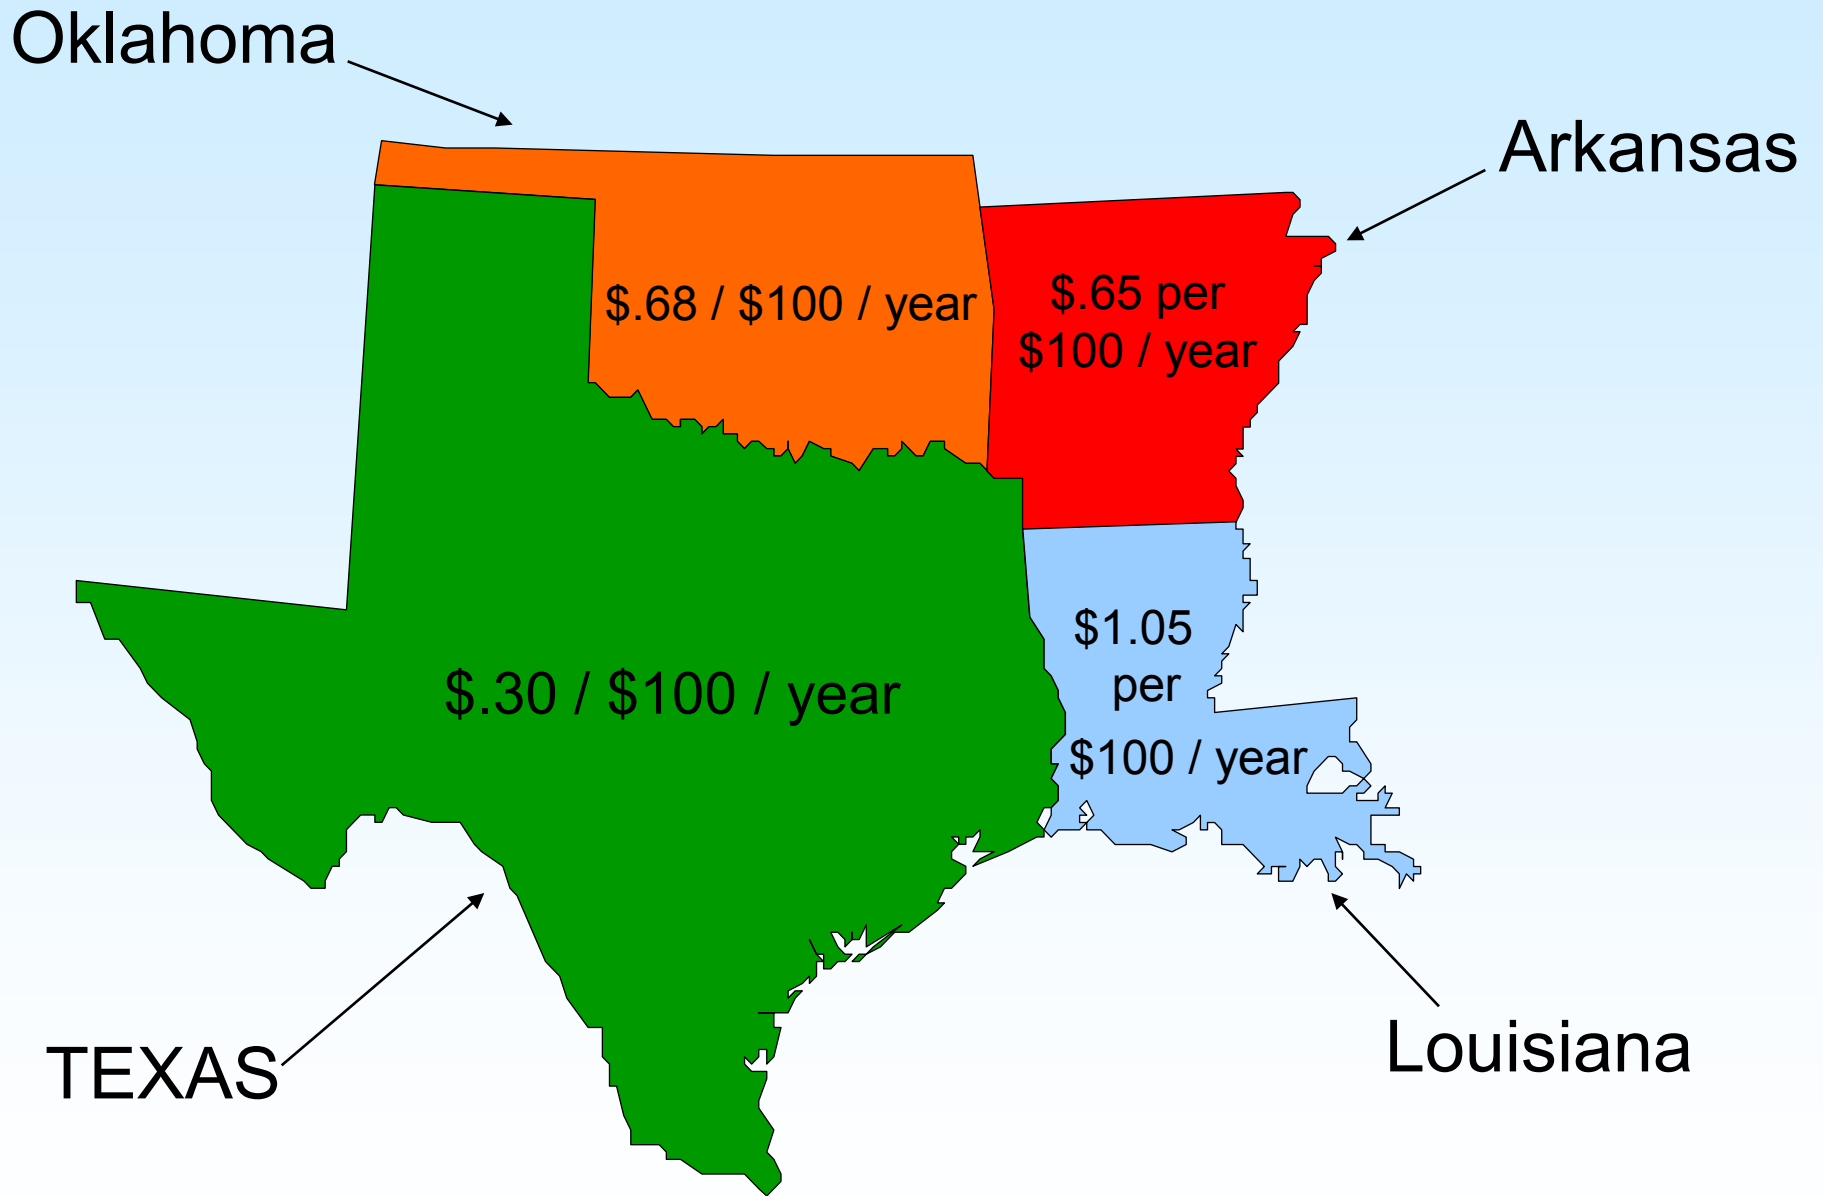 Oklahoma
Arkansas
$.68 / $100 / year
$.65 per
$100 / year
$1.05
per
$100 / year
$.30 / $100 / year
TEXAS
Louisiana